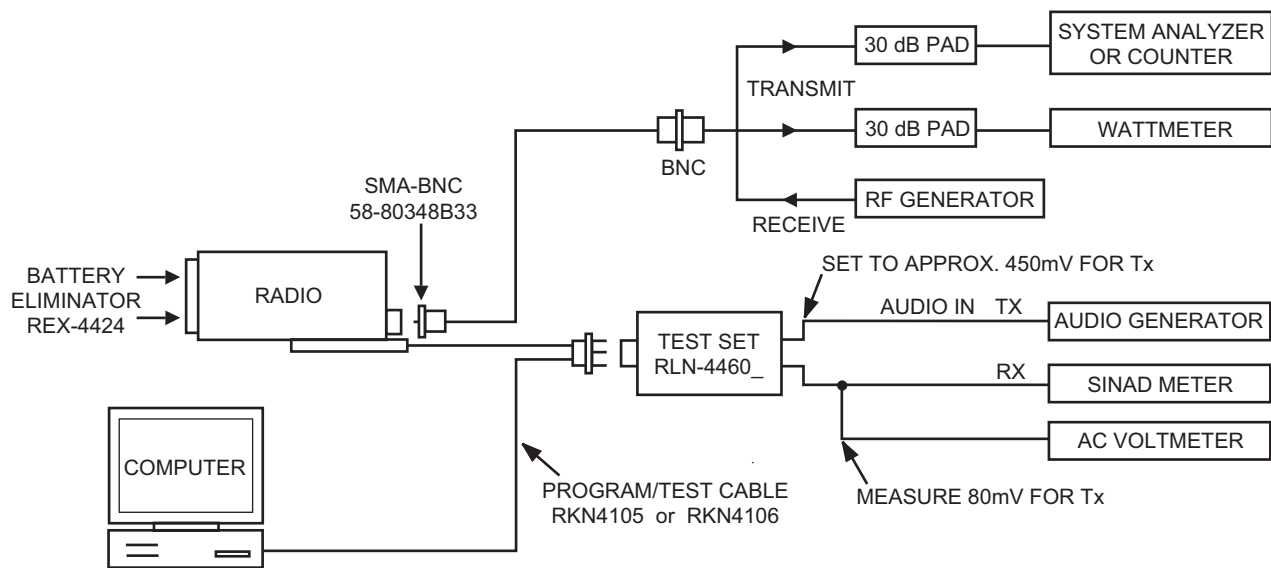 30 dB PAD
SYSTEM ANALYZER
OR COUNTER
TRANSMIT
30 dB PAD
WATTMETER
BNC
SMA-BNC
58-80348B33
RF GENERATOR
RECEIVE
BATTERY
ELIMINATOR
REX-4424
RADIO
SET TO APPROX. 450mV FOR Tx
AUDIO IN TX
AUDIO GENERATOR
TEST SET
RLN-4460_
RX
SINAD METER
AC VOLTMETER
COMPUTER
PROGRAM/TEST CABLE
RKN4105 or RKN4106
MEASURE 80mV FOR Tx